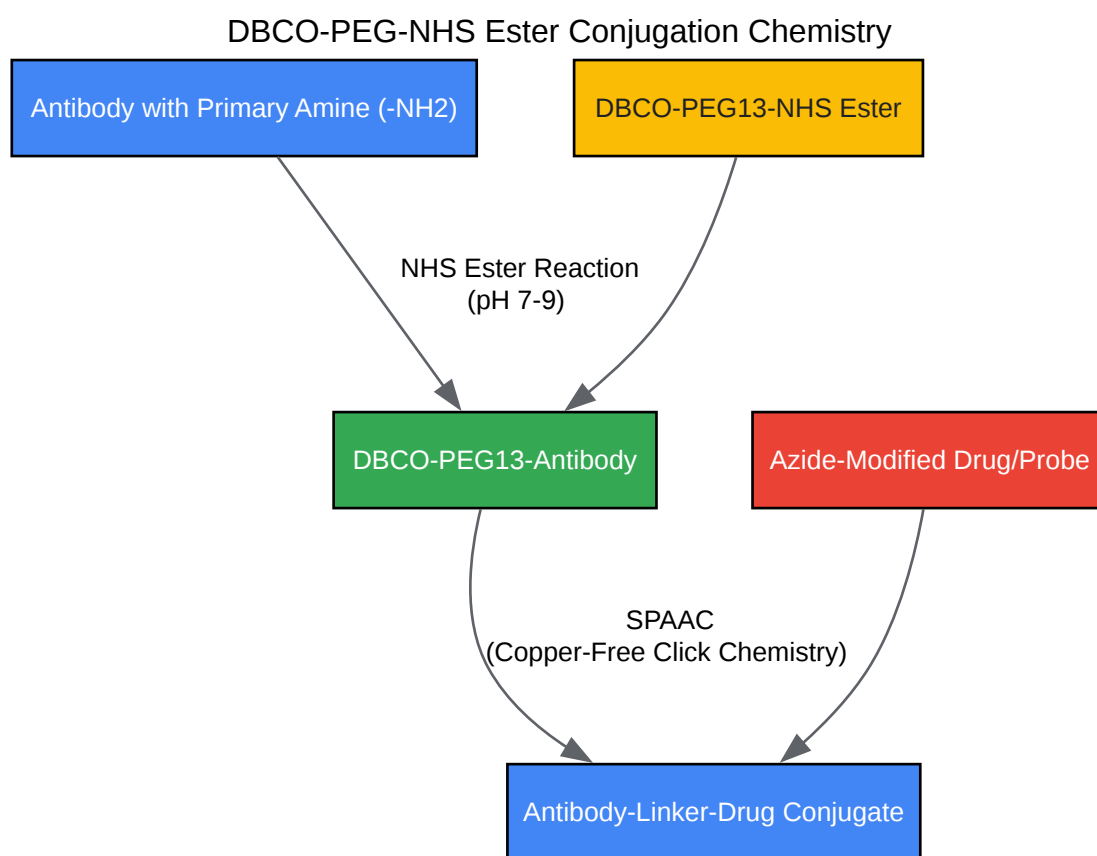 DBCO-PEG-NHS Ester Conjugation Chemistry
Antibody with Primary Amine (-NH2)
DBCO-PEG13-NHS Ester
NHS Ester Reaction
(pH 7-9)
DBCO-PEG13-Antibody
Azide-Modified Drug/Probe
SPAAC
(Copper-Free Click Chemistry)
Antibody-Linker-Drug Conjugate